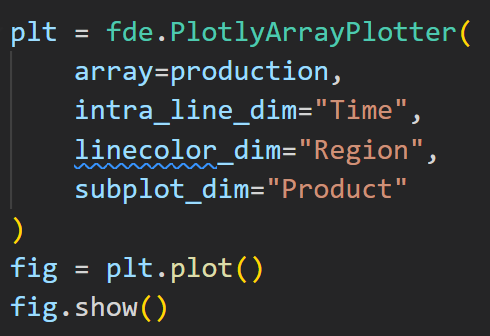 plt = fde.PlotlyArrayPlotter(
    array=production,
    intra_line_dim="Time",
    linecolor_dim="Region",
    subplot_dim="Product"
)
fig = plt.plot()
fig.show()